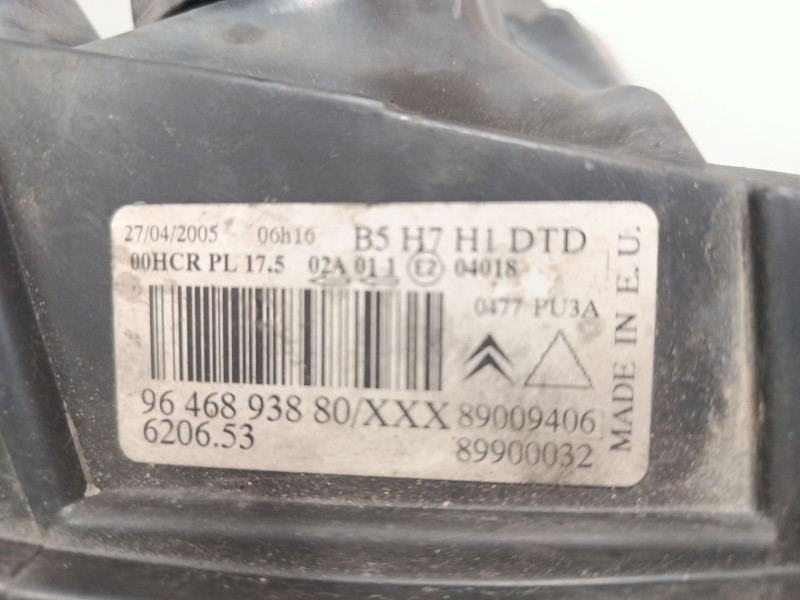 27/04/2005 06h16 B5 H7 H1 DTD
00HCR PL 17.5 02A 01 1 E2 04018
0477 PU3A
96 468 938 80/XXX 89009406
6206.53 89900032
MADE IN E.U.